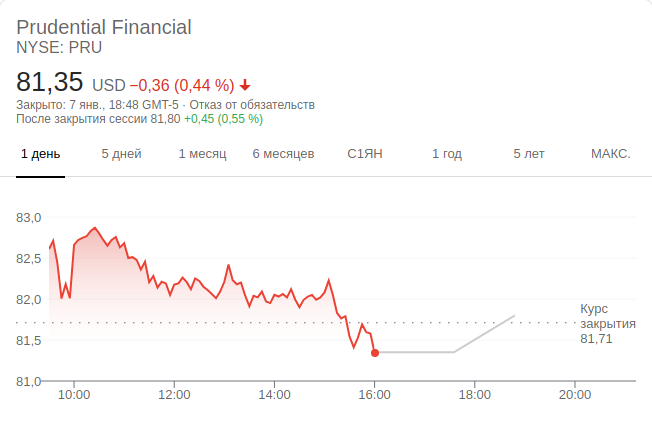 Prudential Financial
NYSE: PRU
81,35 USD −0,36 (0,44 %)
Закрыто: 7 янв., 18:48 GMT-5 · Отказ от обязательств
После закрытия сессии 81,80 +0,45 (0,55 %)
1 день 5 дней 1 месяц 6 месяцев С1ЯН 1 год 5 лет МАКС.
83,0
82,5
82,0
81,5
81,0
Курс
закрытия
81,71
10:00 12:00 14:00 16:00 18:00 20:00